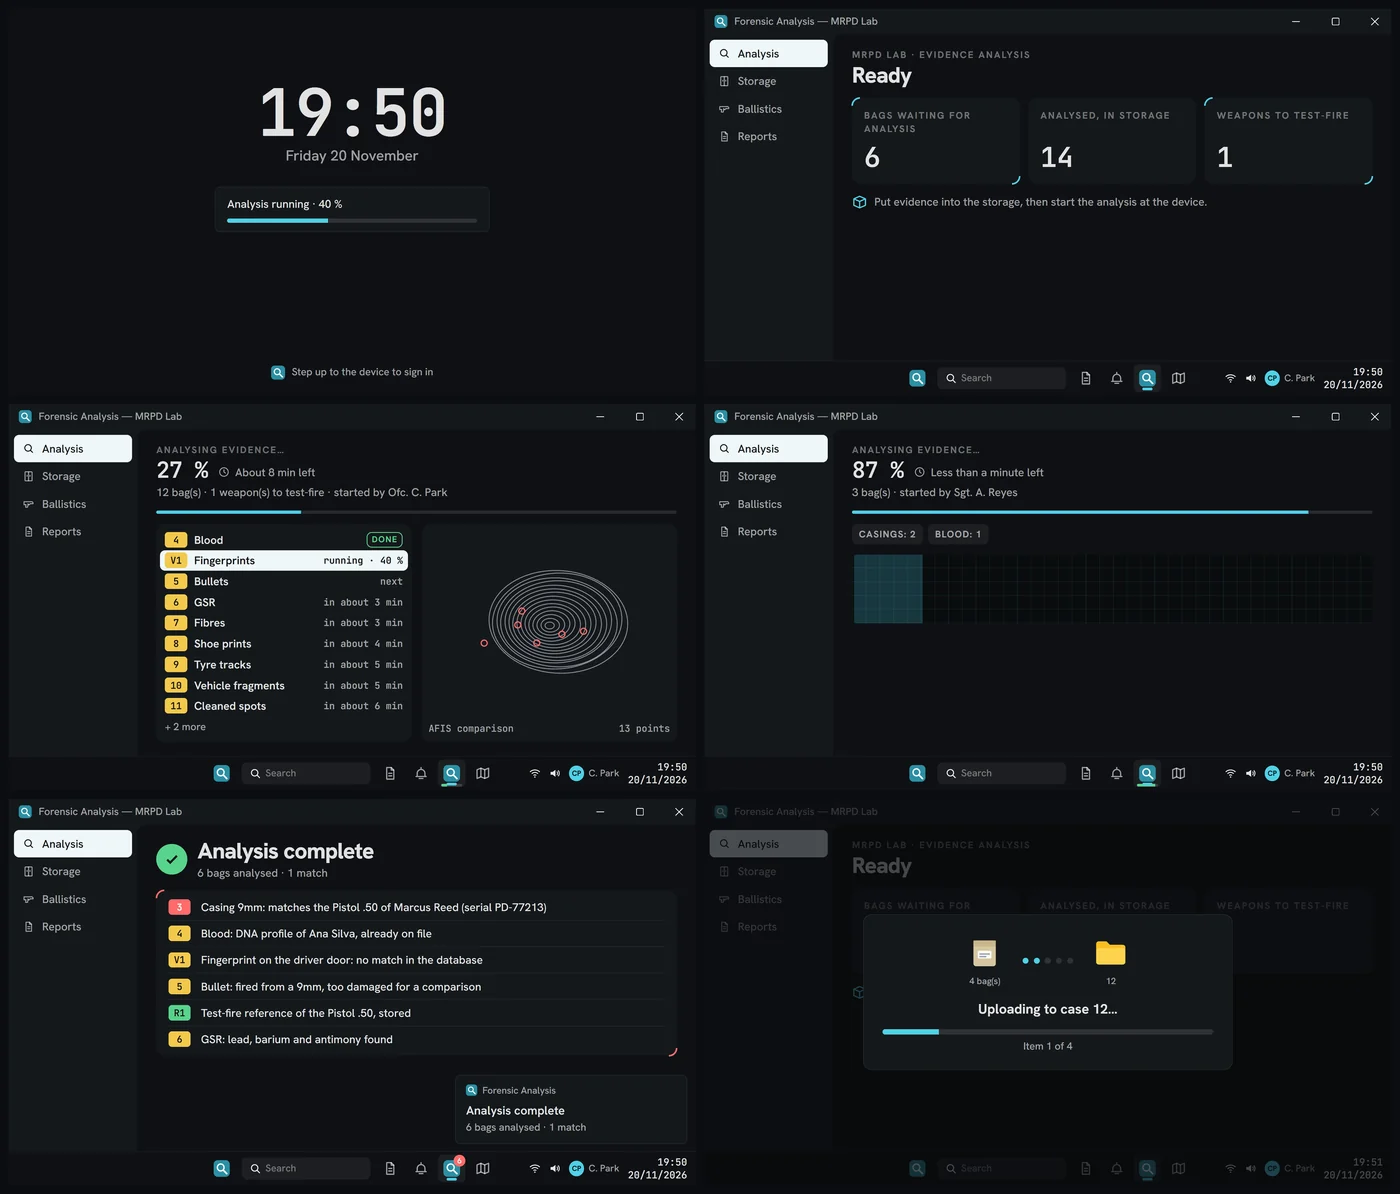 19:50
Friday 20 November
Analysis running · 40 %
Step up to the device to sign in
Forensic Analysis — MRPD Lab
Analysis
Storage
Ballistics
Reports
MRPD LAB · EVIDENCE ANALYSIS
Ready
BAGS WAITING FOR
ANALYSIS
6
ANALYSED, IN STORAGE
14
WEAPONS TO TEST-FIRE
1
Put evidence into the storage, then start the analysis at the device.
Search
CP C. Park
19:50
20/11/2026
Forensic Analysis — MRPD Lab
Analysis
Storage
Ballistics
Reports
ANALYSING EVIDENCE…
27 % About 8 min left
12 bag(s) · 1 weapon(s) to test-fire · started by Ofc. C. Park
4 Blood DONE
V1 Fingerprints running · 40 %
5 Bullets next
6 GSR in about 3 min
7 Fibres in about 3 min
8 Shoe prints in about 4 min
9 Tyre tracks in about 5 min
10 Vehicle fragments in about 5 min
11 Cleaned spots in about 6 min
+ 2 more
AFIS comparison 13 points
Search
CP C. Park
19:50
20/11/2026
Forensic Analysis — MRPD Lab
Analysis
Storage
Ballistics
Reports
ANALYSING EVIDENCE…
87 % Less than a minute left
3 bag(s) · started by Sgt. A. Reyes
CASINGS: 2 BLOOD: 1
Search
CP C. Park
19:50
20/11/2026
Forensic Analysis — MRPD Lab
Analysis
Storage
Ballistics
Reports
Analysis complete
6 bags analysed · 1 match
3 Casing 9mm: matches the Pistol .50 of Marcus Reed (serial PD-77213)
4 Blood: DNA profile of Ana Silva, already on file
V1 Fingerprint on the driver door: no match in the database
5 Bullet: fired from a 9mm, too damaged for a comparison
R1 Test-fire reference of the Pistol .50, stored
6 GSR: lead, barium and antimony found
Forensic Analysis
Analysis complete
6 bags analysed · 1 match
Search
6
CP C. Park
19:50
20/11/2026
Forensic Analysis — MRPD Lab
Analysis
Storage
Ballistics
Reports
MRPD LAB · EVIDENCE ANALYSIS
Ready
BAGS WAITING FOR
ANALYSED, IN STORAGE
WEAPONS TO TEST-FIRE
4 bag(s)
12
Uploading to case 12…
Item 1 of 4
Search
CP C. Park
19:51
20/11/2026